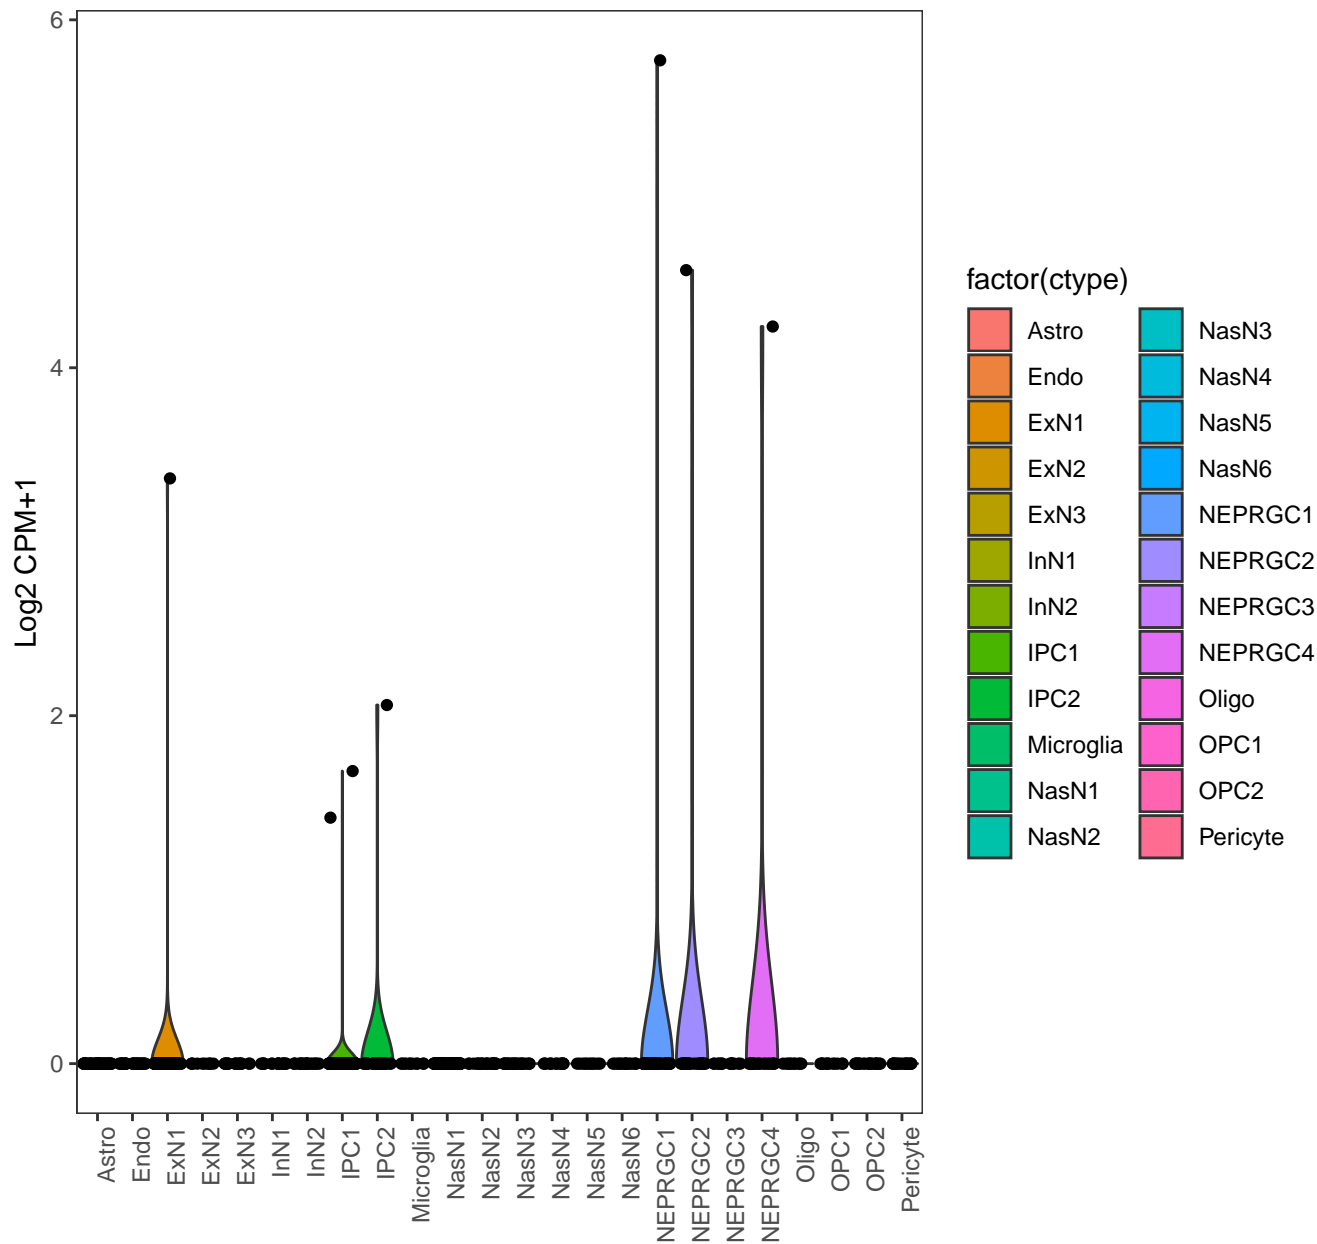 6
4
2
0
Log2 CPM+1
Astro
Endo
ExN1
ExN2
ExN3
InN1
InN2
IPC1
IPC2
Microglia
NasN1
NasN2
NasN3
NasN4
NasN5
NasN6
NEPRGC1
NEPRGC2
NEPRGC3
NEPRGC4
Oligo
OPC1
OPC2
Pericyte
factor(ctype)
Astro
Endo
ExN1
ExN2
ExN3
InN1
InN2
IPC1
IPC2
Microglia
NasN1
NasN2
NasN3
NasN4
NasN5
NasN6
NEPRGC1
NEPRGC2
NEPRGC3
NEPRGC4
Oligo
OPC1
OPC2
Pericyte